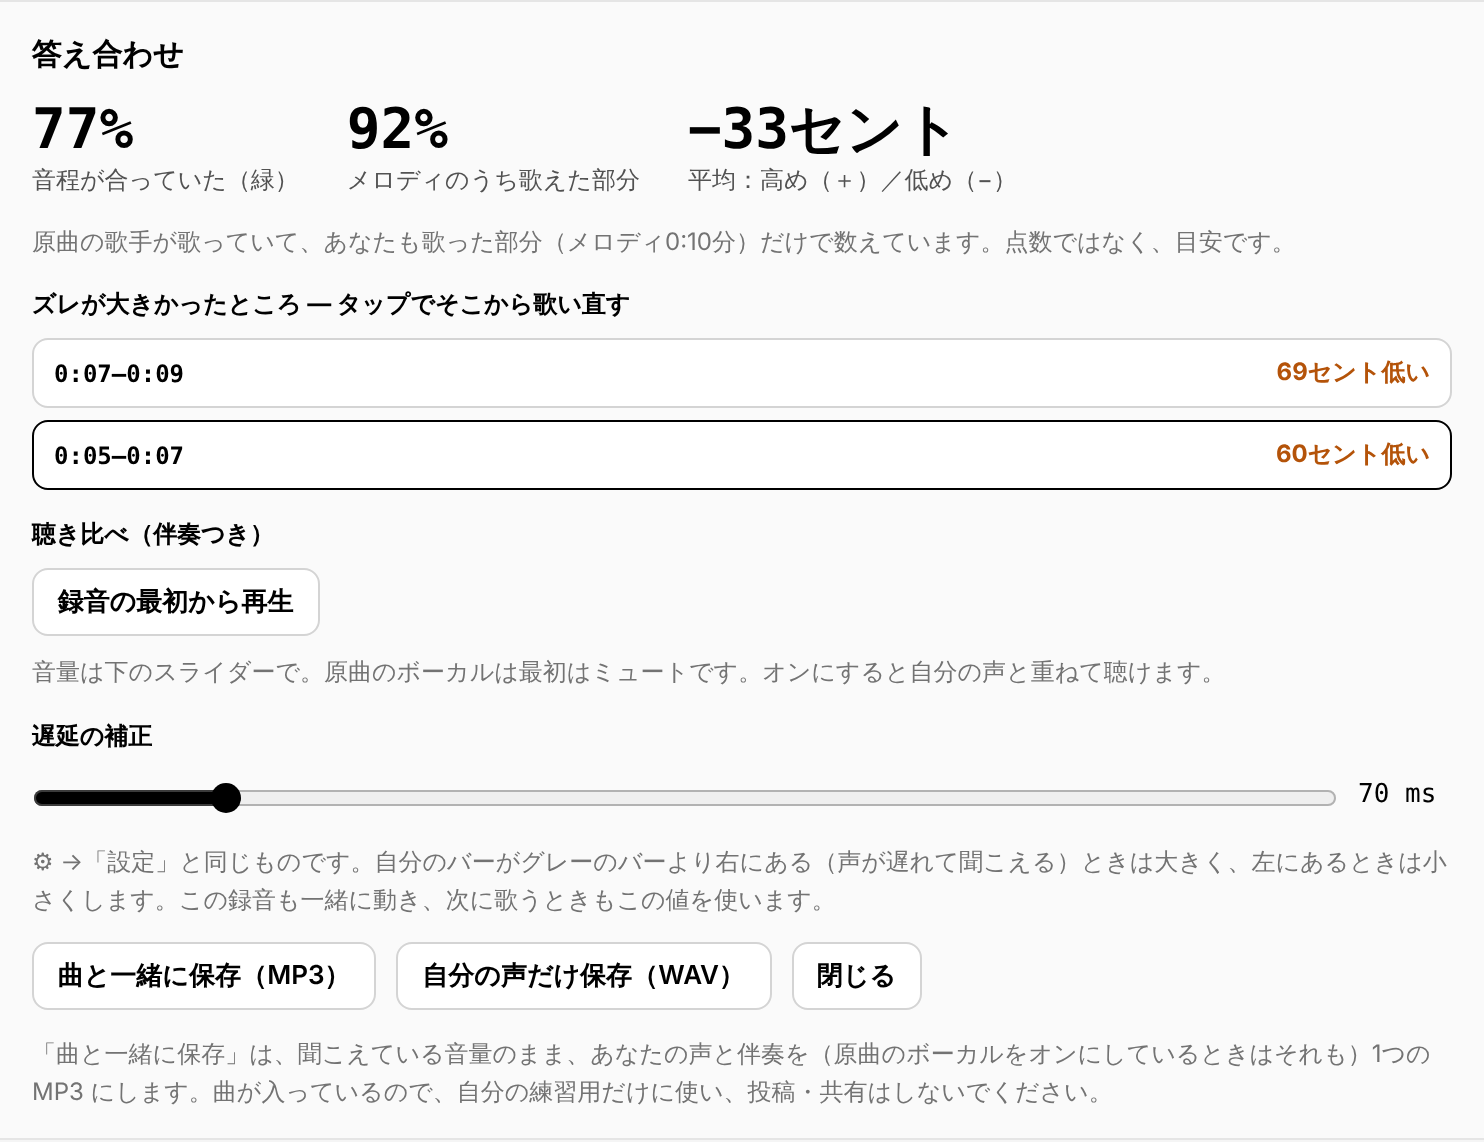 答え合わせ
77%
音程が合っていた（緑）
92%
メロディのうち歌えた部分
−33セント
平均：高め（＋）／低め（−）
原曲の歌手が歌っていて、あなたも歌った部分（メロディ0:10分）だけで数えています。点数ではなく、目安です。
ズレが大きかったところ — タップでそこから歌い直す
0:07–0:09 69セント低い
0:05–0:07 60セント低い
聴き比べ（伴奏つき）
録音の最初から再生
音量は下のスライダーで。原曲のボーカルは最初はミュートです。オンにすると自分の声と重ねて聴けます。
遅延の補正
70 ms
⚙ →「設定」と同じものです。自分のバーがグレーのバーより右にある（声が遅れて聞こえる）ときは大きく、左にあるときは小
さくします。この録音も一緒に動き、次に歌うときもこの値を使います。
曲と一緒に保存（MP3） 自分の声だけ保存（WAV） 閉じる
「曲と一緒に保存」は、聞こえている音量のまま、あなたの声と伴奏を（原曲のボーカルをオンにしているときはそれも）1つの
MP3 にします。曲が入っているので、自分の練習用だけに使い、投稿・共有はしないでください。